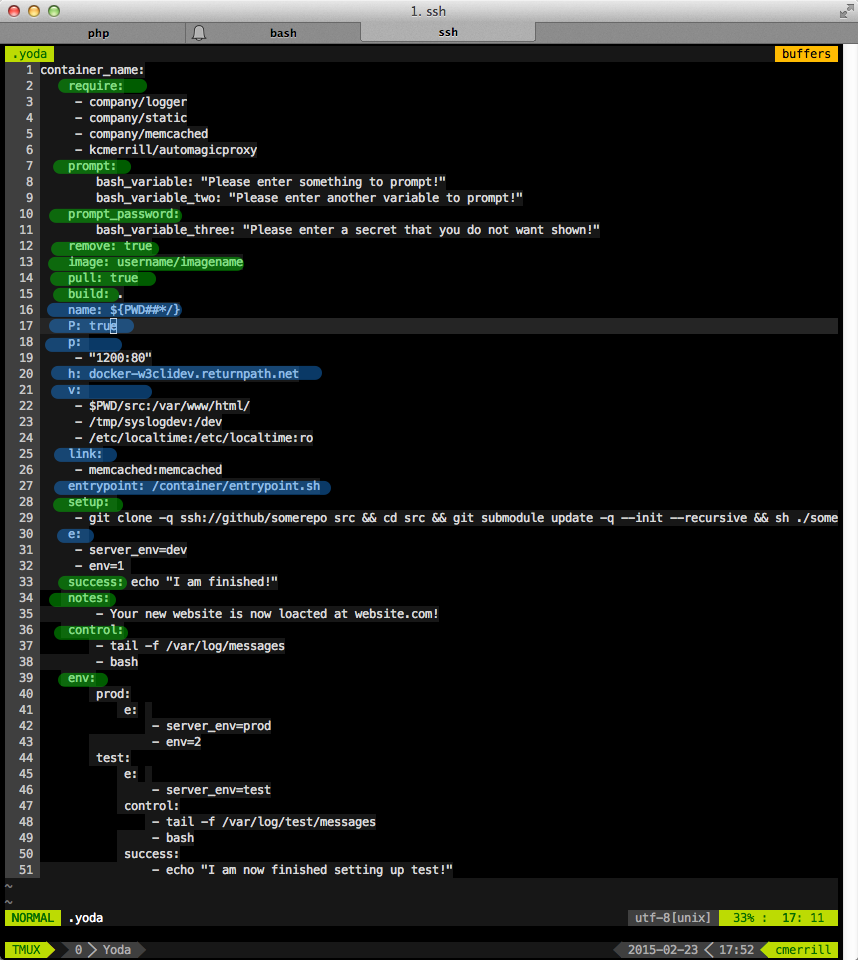 1. ssh
php bash ssh
.yoda buffers
1 container_name:
2 require:
3 - company/logger
4 - company/static
5 - company/memcached
6 - kcmerrill/automagicproxy
7 prompt:
8 bash_variable: "Please enter something to prompt!"
9 bash_variable_two: "Please enter another variable to prompt!"
10 prompt_password:
11 bash_variable_three: "Please enter a secret that you do not want shown!"
12 remove: true
13 image: username/imagename
14 pull: true
15 build: .
16 name: ${PWD##*/}
17 P: true
18 p:
19 - "1200:80"
20 h: docker-w3clidev.returnpath.net
21 v:
22 - $PWD/src:/var/www/html/
23 - /tmp/syslogdev:/dev
24 - /etc/localtime:/etc/localtime:ro
25 link:
26 - memcached:memcached
27 entrypoint: /container/entrypoint.sh
28 setup:
29 - git clone -q ssh://github/somerepo src && cd src && git submodule update -q --init --recursive && sh ./some
30 e:
31 - server_env=dev
32 - env=1
33 success: echo "I am finished!"
34 notes:
35 - Your new website is now loacted at website.com!
36 control:
37 - tail -f /var/log/messages
38 - bash
39 env:
40 prod:
41 e:
42 - server_env=prod
43 - env=2
44 test:
45 e:
46 - server_env=test
47 control:
48 - tail -f /var/log/test/messages
49 - bash
50 success:
51 - echo "I am now finished setting up test!"
~
~
NORMAL .yoda utf-8[unix] 33% : 17: 11
TMUX 0 Yoda 2015-02-23 17:52 cmerrill